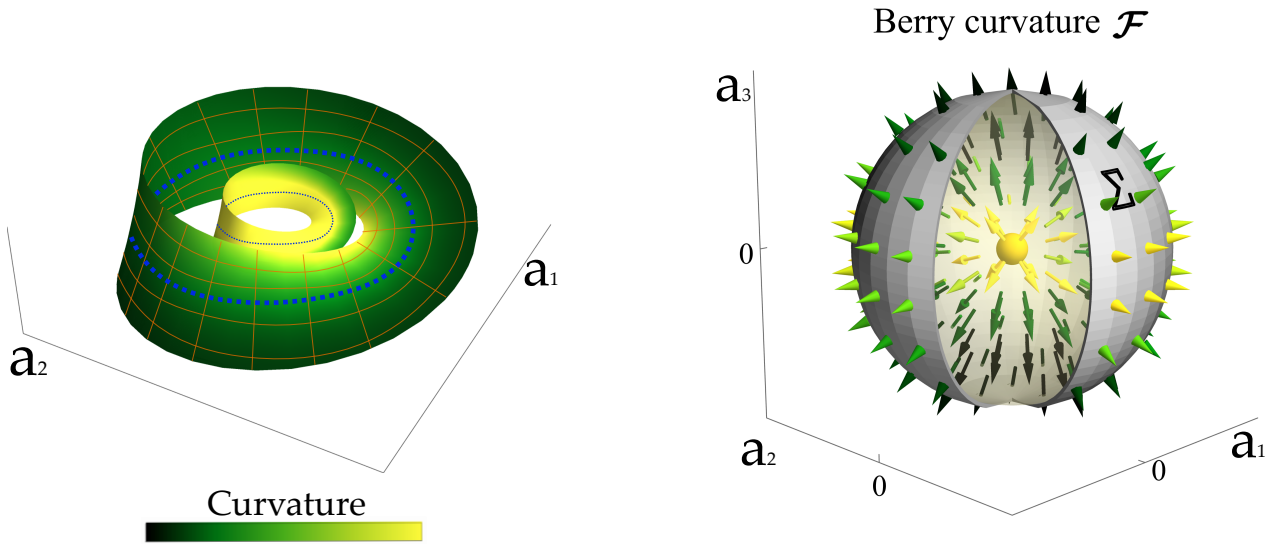 Berry curvature 𝓕
a₃
Σ
a₁
0
a₂
a₂
a₁
0
0
Curvature